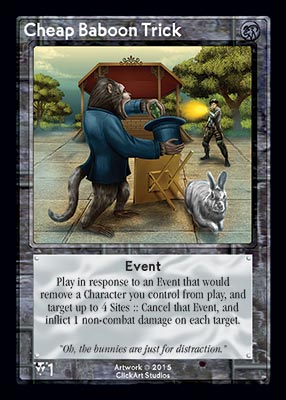 Cheap Baboon Trick
Event
Play in response to an Event that would
remove a Character you control from play, and
target up to 4 Sites :: Cancel that Event, and
inflict 1 non-combat damage on each target.
"Oh, the bunnies are just for distraction."
1
Artwork © 2015
ClickArt Studios